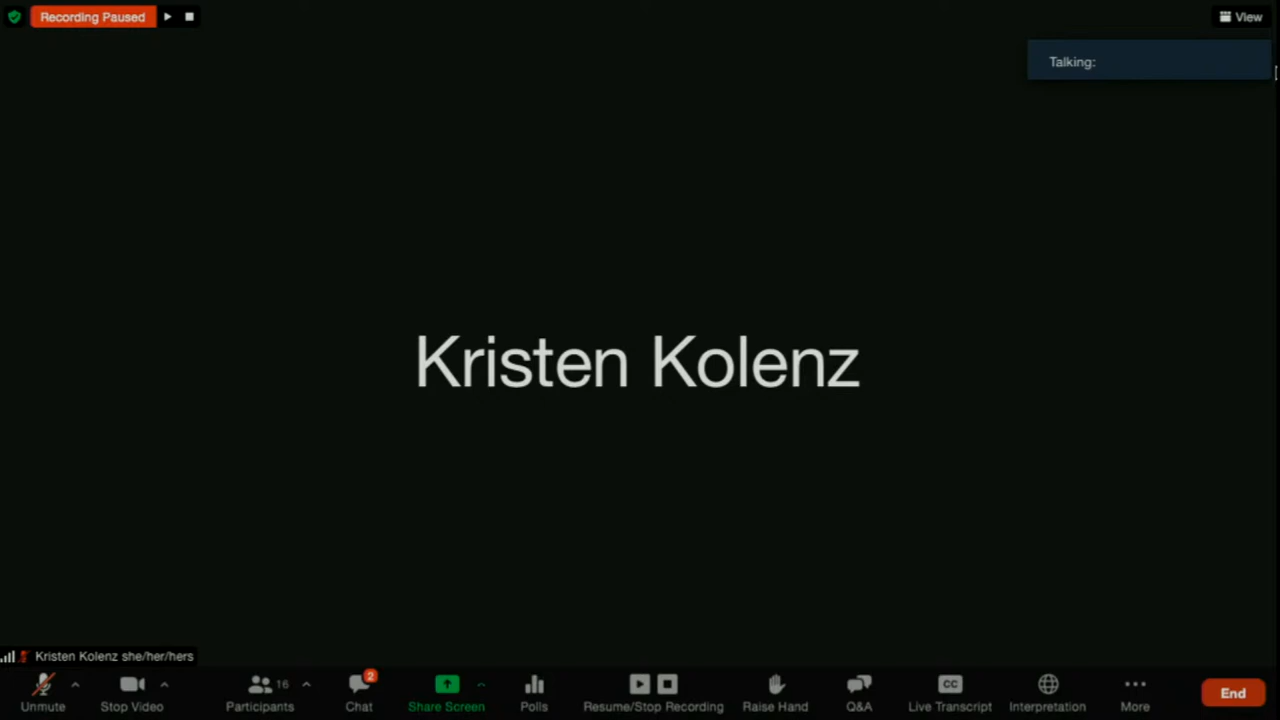 Recording Paused
View
Talking:
Kristen Kolenz
Kristen Kolenz she/her/hers
Unmute
Stop Video
Participants 16
Chat 2
Share Screen
Polls
Resume/Stop Recording
Raise Hand
Q&A
CC Live Transcript
Interpretation
More
End